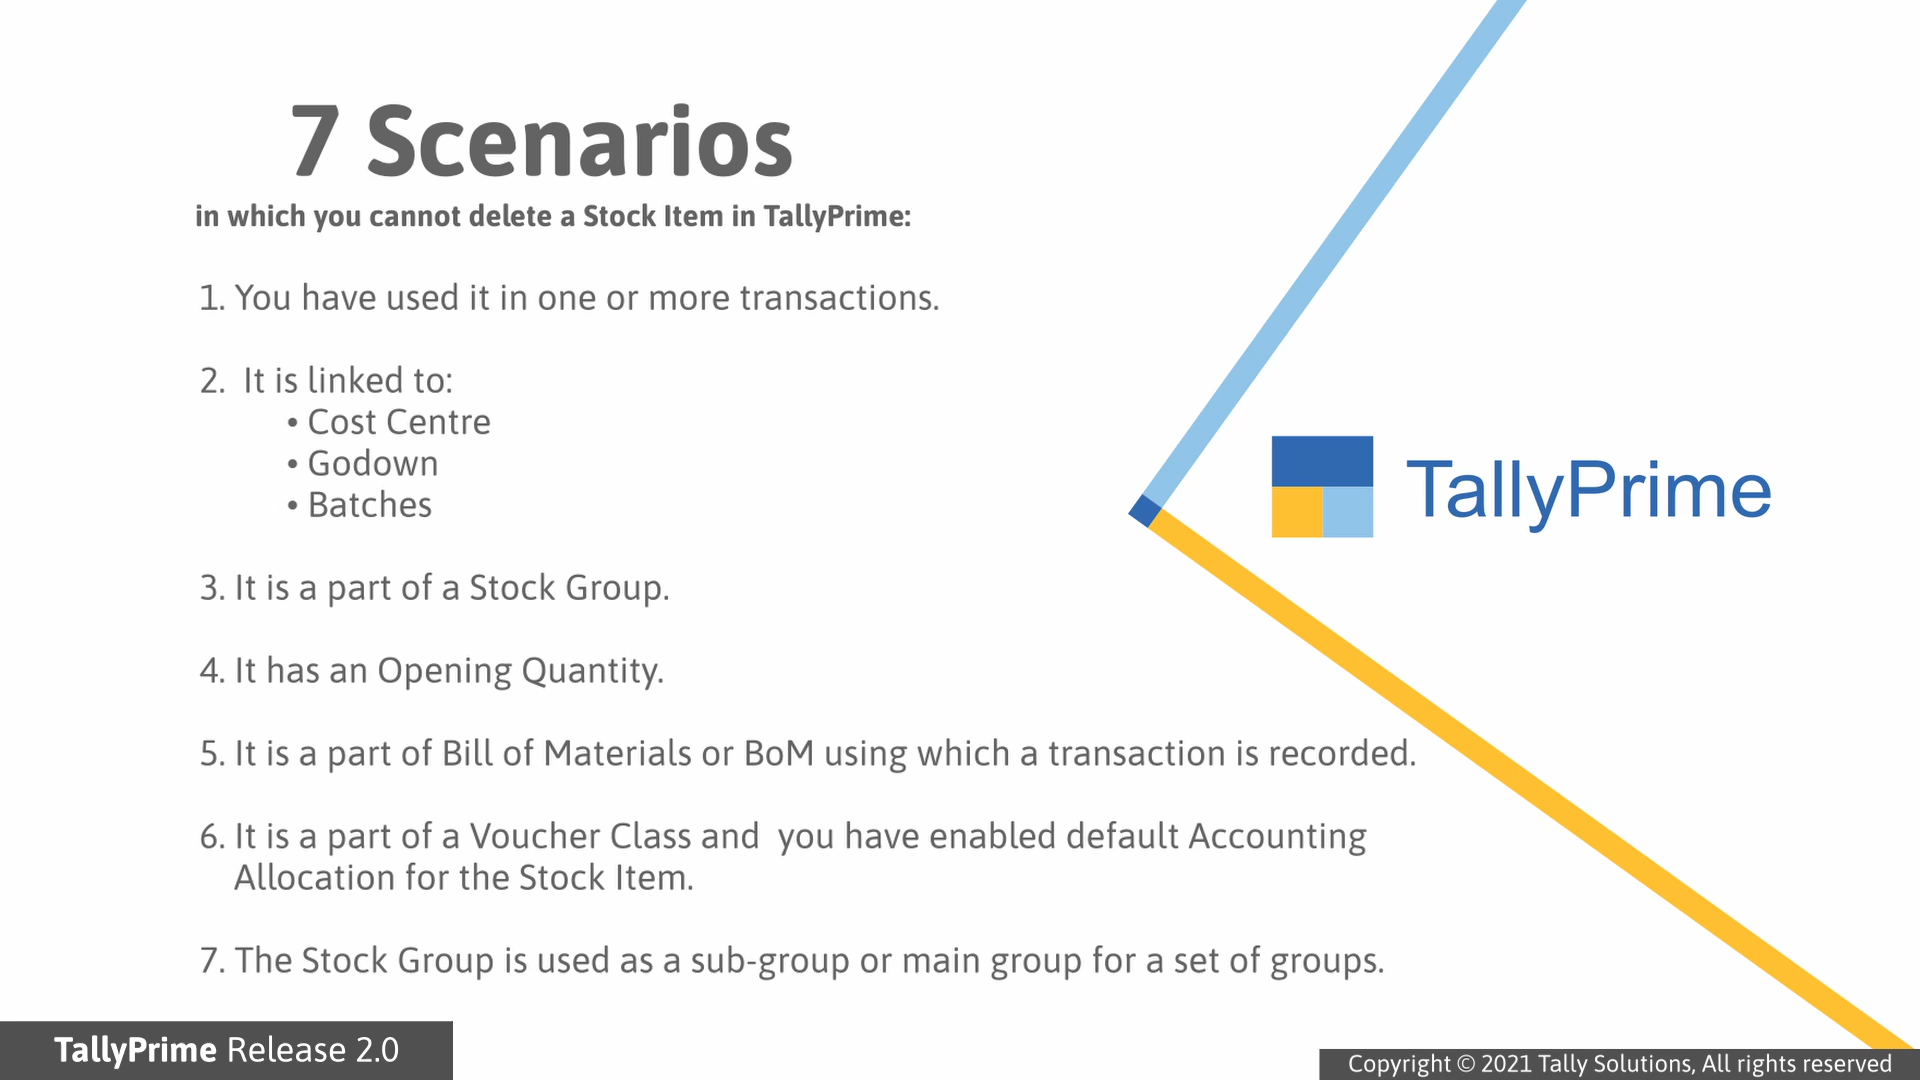 7 Scenarios
in which you cannot delete a Stock Item in TallyPrime:
1. You have used it in one or more transactions.
2. It is linked to:
• Cost Centre
• Godown
• Batches
3. It is a part of a Stock Group.
4. It has an Opening Quantity.
5. It is a part of Bill of Materials or BoM using which a transaction is recorded.
6. It is a part of a Voucher Class and you have enabled default Accounting
Allocation for the Stock Item.
7. The Stock Group is used as a sub-group or main group for a set of groups.
TallyPrime
TallyPrime Release 2.0
Copyright © 2021 Tally Solutions, All rights reserved